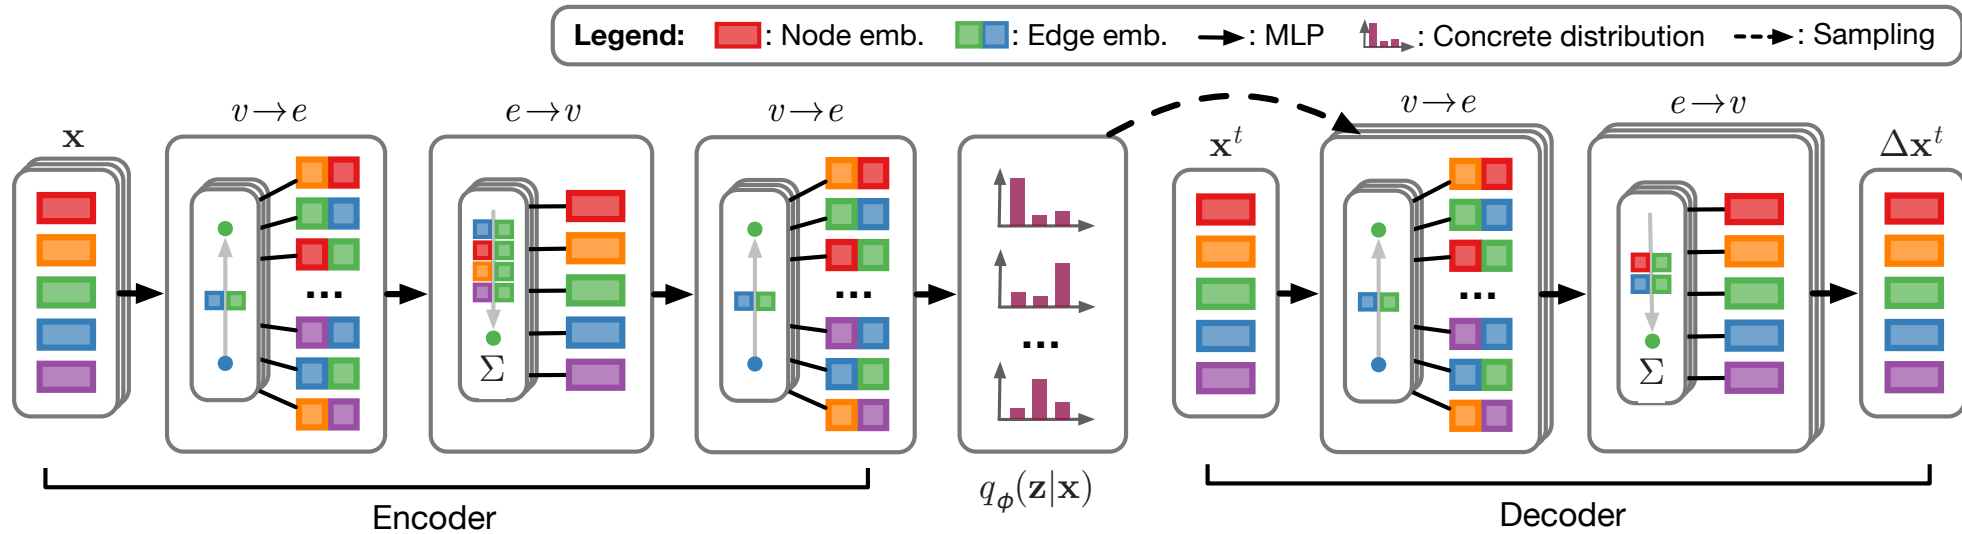 Legend: : Node emb. : Edge emb. : MLP : Concrete distribution : Sampling
x
v→e
e→v
v→e
x^t
v→e
e→v
Δx^t
...
Σ
...
...
...
Σ
q_ϕ(z|x)
Encoder
Decoder